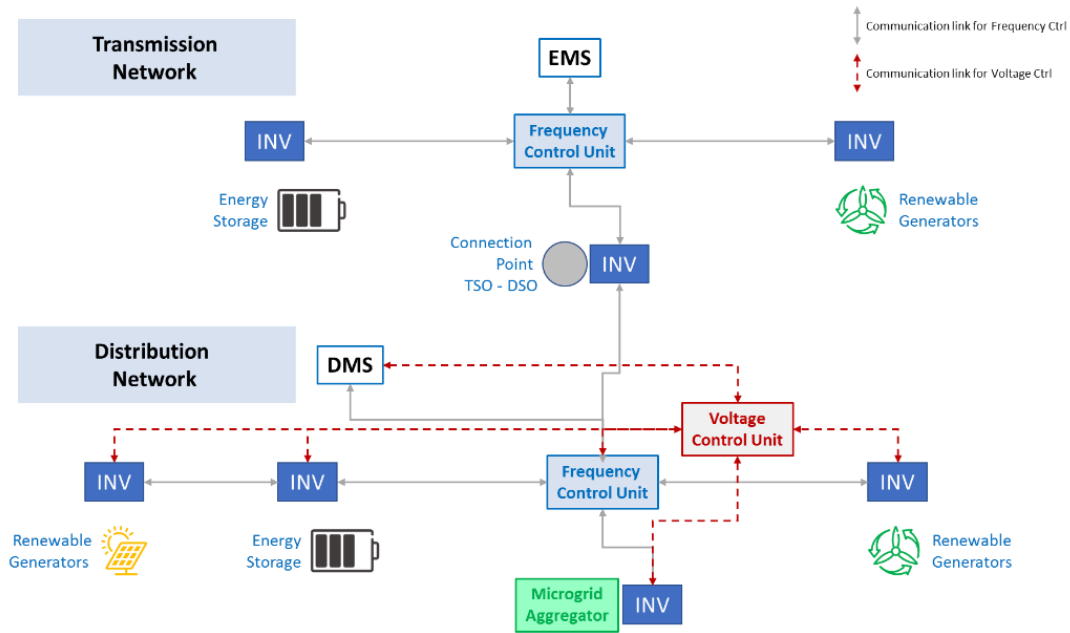 Transmission
Network
EMS
Communication link for Frequency Ctrl
Communication link for Voltage Ctrl
INV
Frequency
Control Unit
INV
Energy
Storage
Renewable
Generators
Connection
Point
TSO - DSO
INV
Distribution
Network
DMS
Voltage
Control Unit
INV
INV
Frequency
Control Unit
INV
Renewable
Generators
Energy
Storage
Renewable
Generators
Microgrid
Aggregator
INV